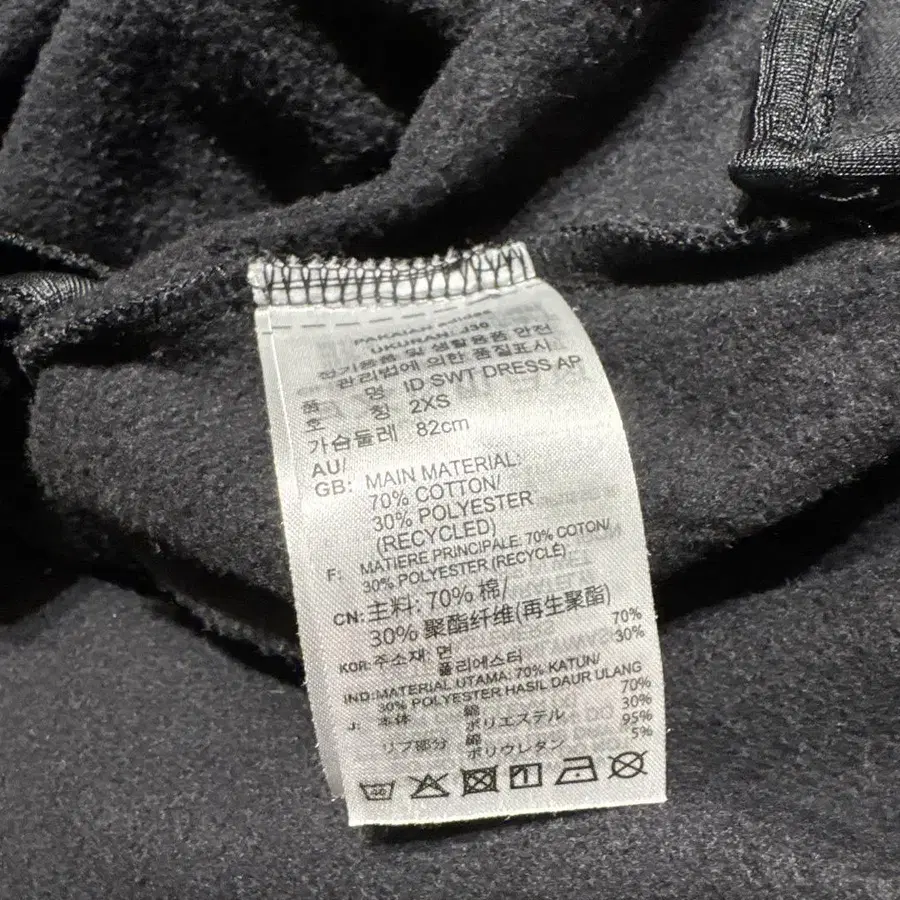 PAKAIAN adidas
UKURAN: J30
전기용품 및 생활용품 안전
관리법에 의한 품질표시
품 명 ID SWT DRESS AP
호 칭 2XS
가슴둘레 82cm
AU/
GB: MAIN MATERIAL:
70% COTTON/
30% POLYESTER
(RECYCLED)
F: MATIERE PRINCIPALE: 70% COTON/
30% POLYESTER (RECYCLÉ)
CN: 主料: 70% 棉/
30% 聚酯纤维(再生聚酯)
KOR: 주소재: 면 70%
폴리에스터 30%
IND: MATERIAL UTAMA: 70% KATUN/
30% POLYESTER HASIL DAUR ULANG
J: 本体 綿 70%
ポリエステル 30%
リブ部分 綿 95%
ポリウレタン 5%